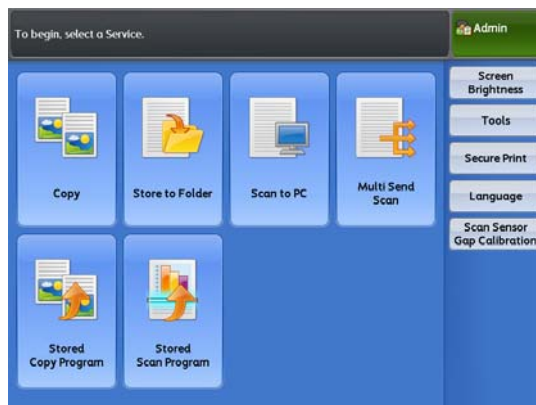 To begin, select a Service.
Admin
Screen
Brightness
Tools
Secure Print
Language
Scan Sensor
Gap Calibration
Copy
Store to Folder
Scan to PC
Multi Send
Scan
Stored
Copy Program
Stored
Scan Program